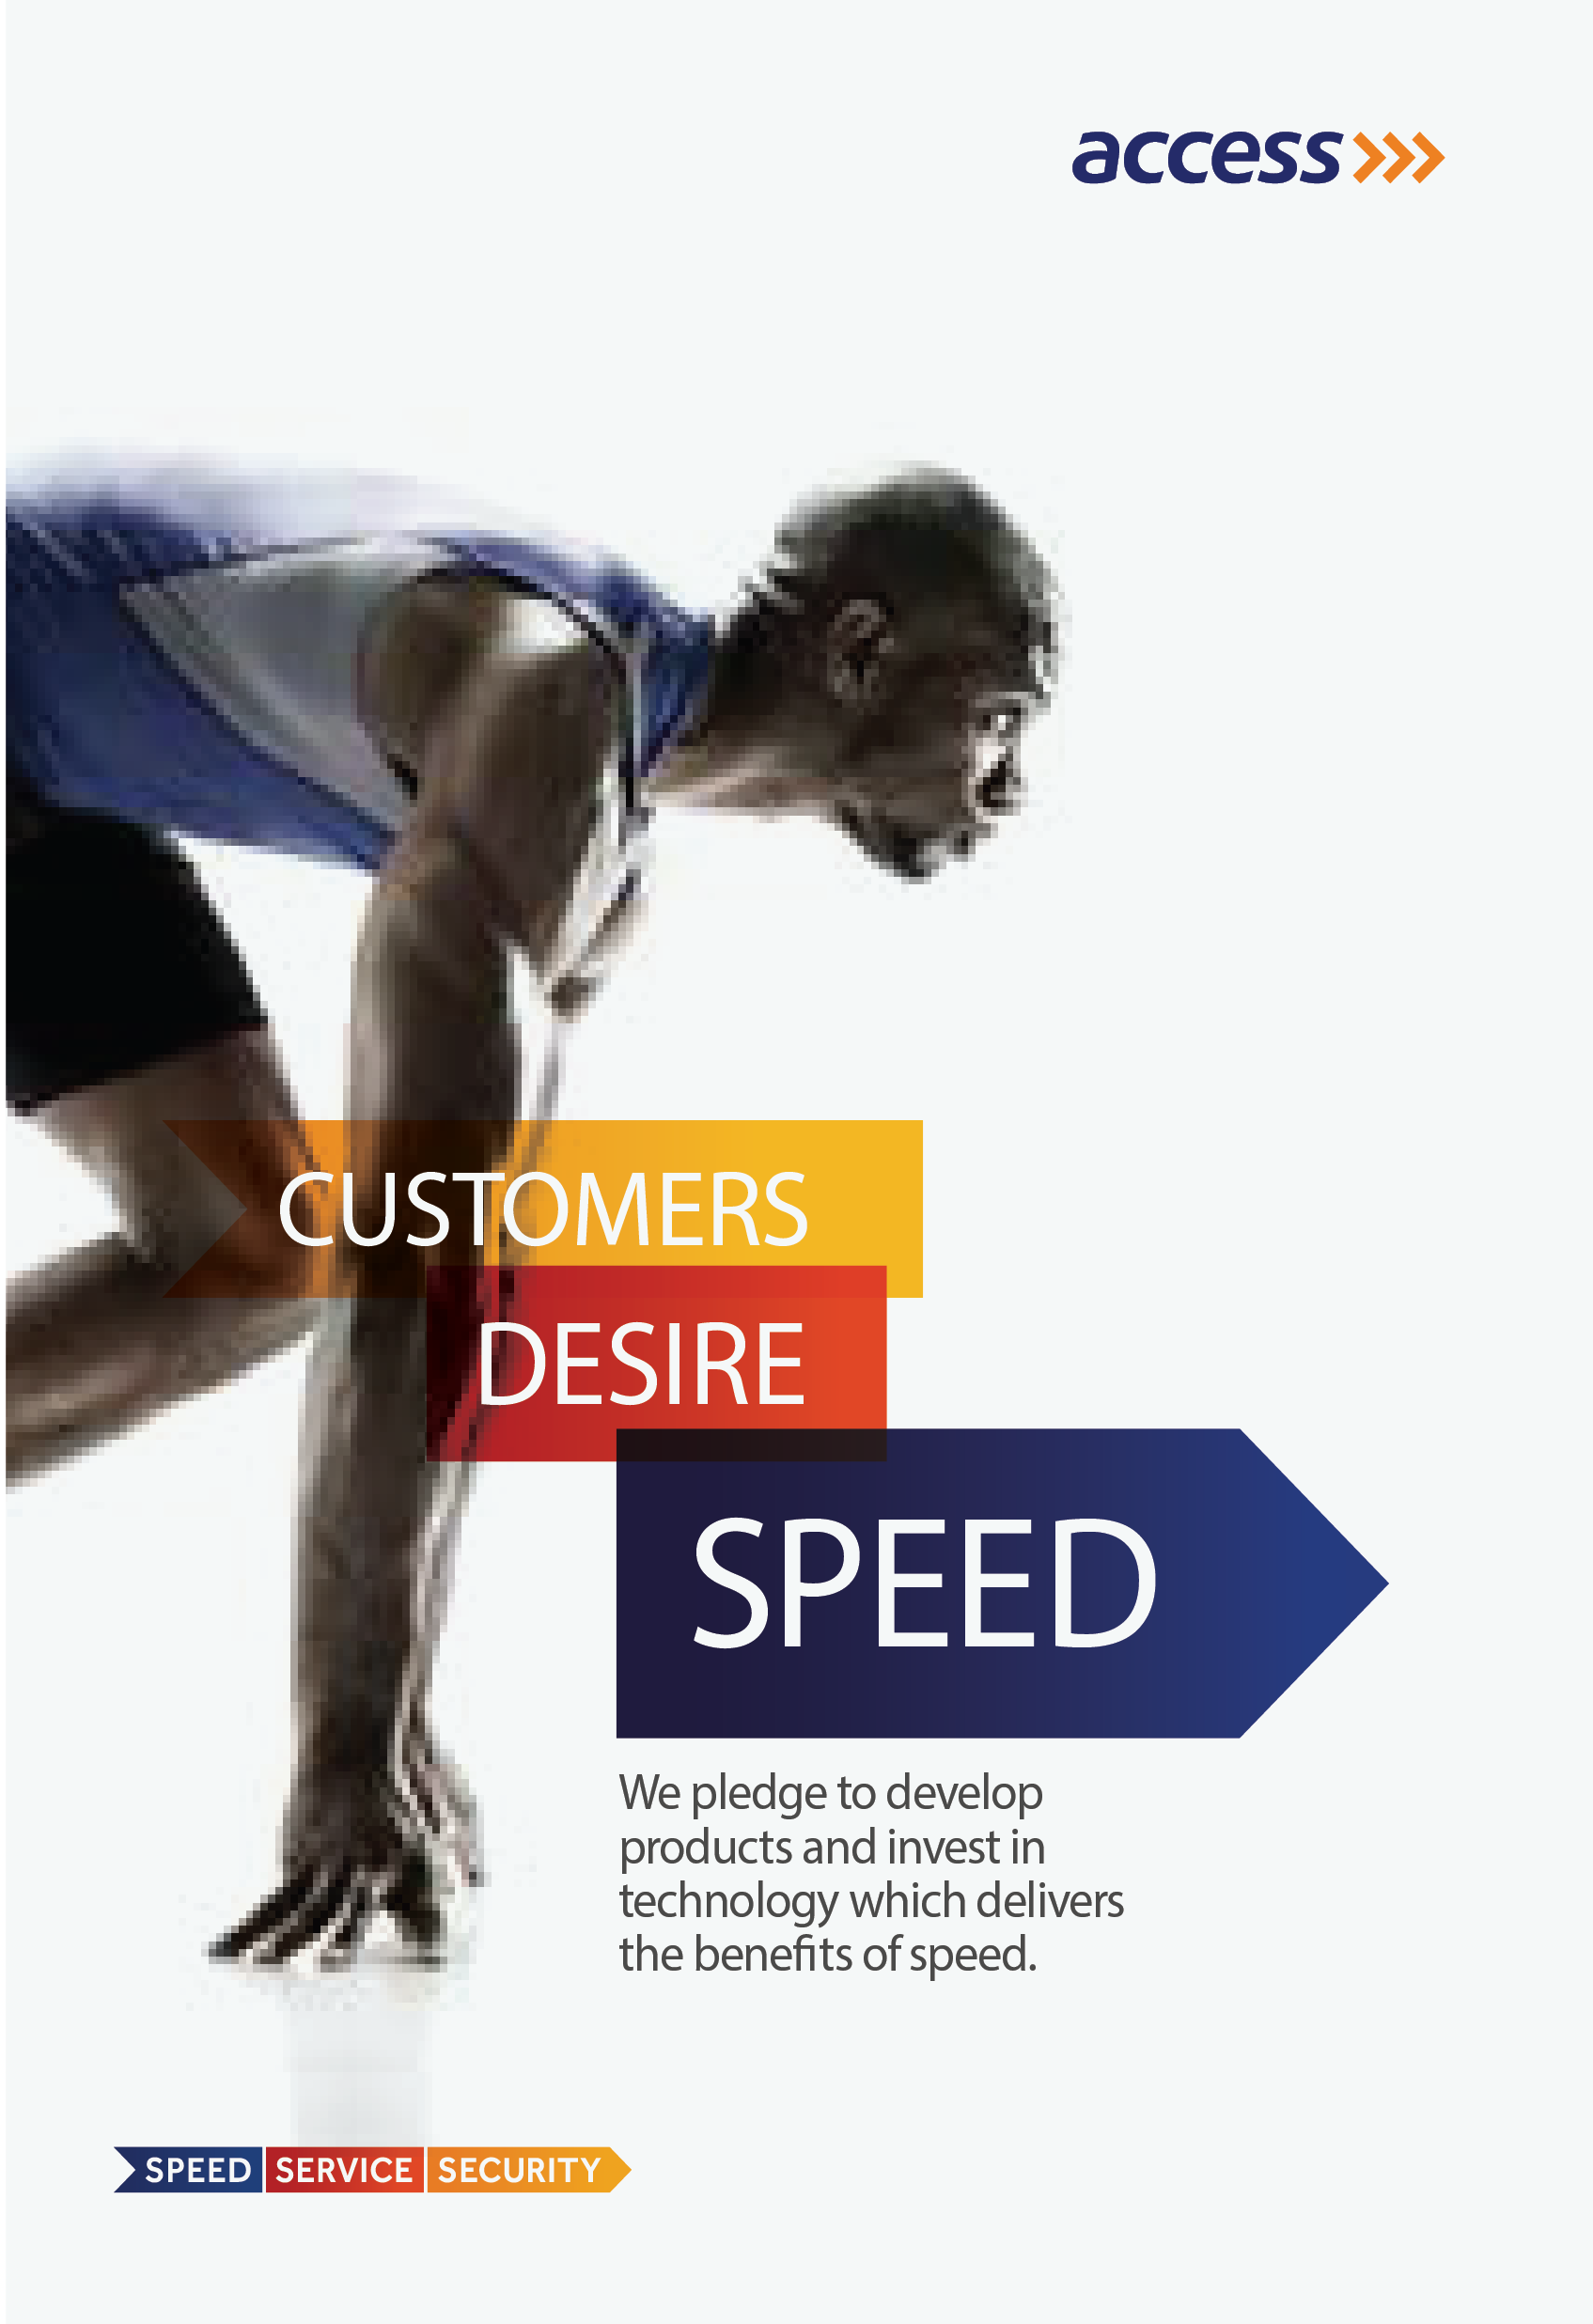 access
CUSTOMERS
DESIRE
SPEED
We pledge to develop
products and invest in
technology which delivers
the benefits of speed.
SPEED SERVICE SECURITY